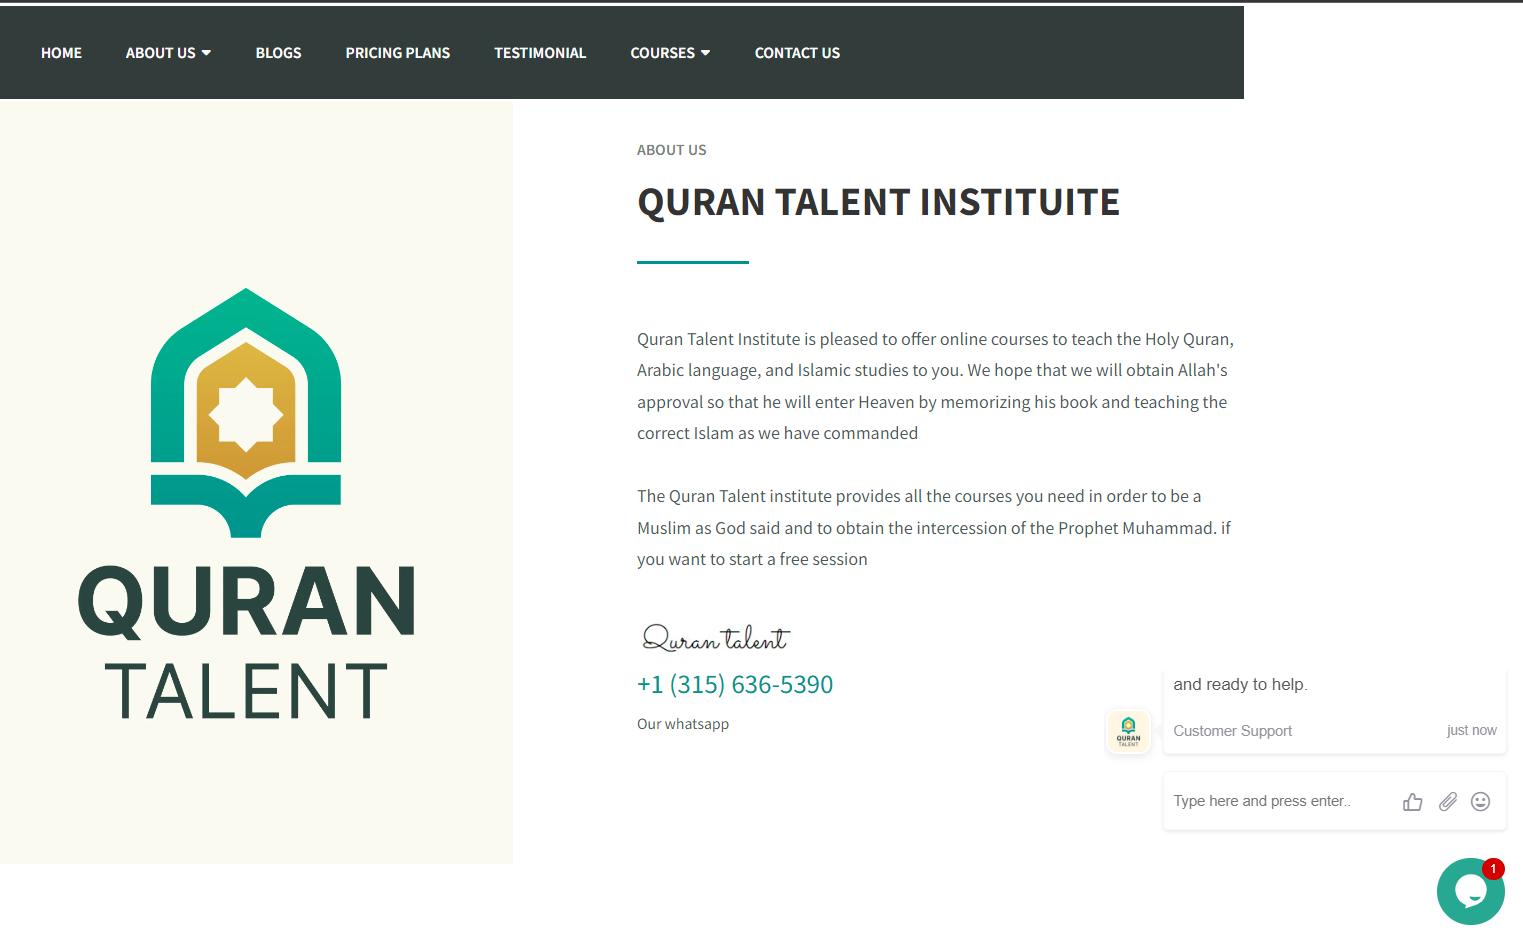 HOME ABOUT US BLOGS PRICING PLANS TESTIMONIAL COURSES CONTACT US
QURAN
TALENT
ABOUT US
QURAN TALENT INSTITUITE
Quran Talent Institute is pleased to offer online courses to teach the Holy Quran,
Arabic language, and Islamic studies to you. We hope that we will obtain Allah's
approval so that he will enter Heaven by memorizing his book and teaching the
correct Islam as we have commanded
The Quran Talent institute provides all the courses you need in order to be a
Muslim as God said and to obtain the intercession of the Prophet Muhammad. if
you want to start a free session
Quran talent
+1 (315) 636-5390
Our whatsapp
and ready to help.
QURAN
TALENT
Customer Support just now
Type here and press enter..
1